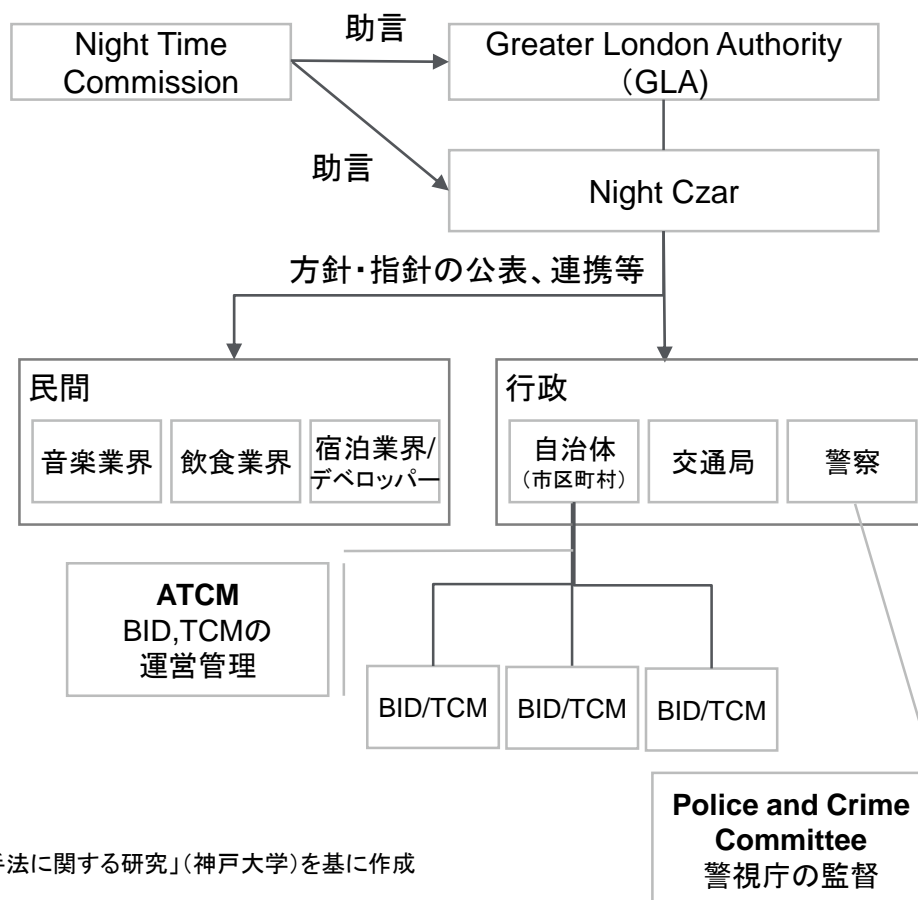 助言
Night Time
Commission
Greater London Authority
（GLA)
助言
Night Czar
方針・指針の公表、連携等
民間
音楽業界
飲食業界
宿泊業界/
デベロッパー
行政
自治体
（市区町村）
交通局
警察
ATCM
BID,TCMの
運営管理
BID/TCM
BID/TCM
BID/TCM
Police and Crime
Committee
警視庁の監督
法に関する研究」（神戸大学）を基に作成